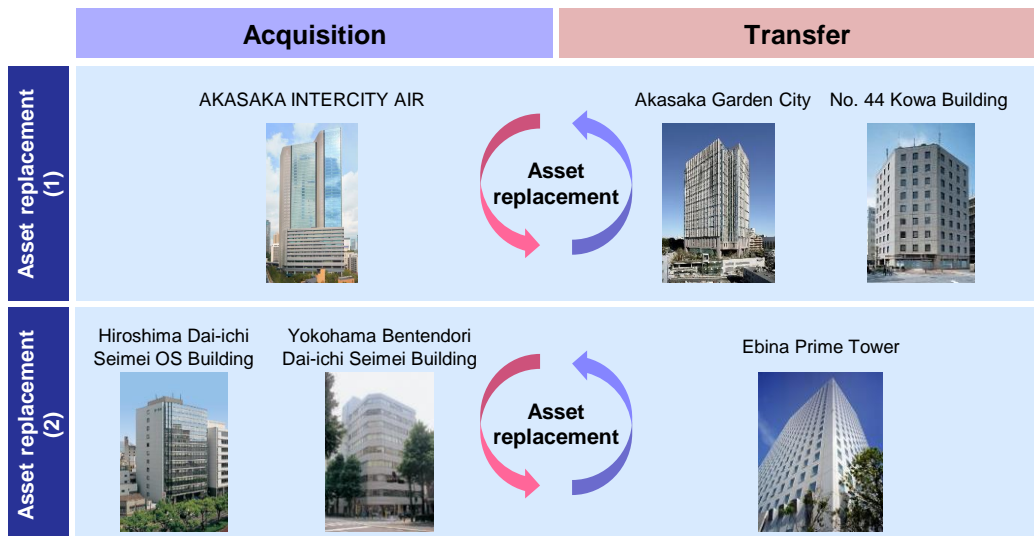 Acquisition
Transfer
Asset replacement
(1)
AKASAKA INTERCITY AIR
Asset
replacement
Akasaka Garden City
No. 44 Kowa Building
Asset replacement
(2)
Hiroshima Dai-ichi
Seimei OS Building
Yokohama Bentendori
Dai-ichi Seimei Building
Asset
replacement
Ebina Prime Tower